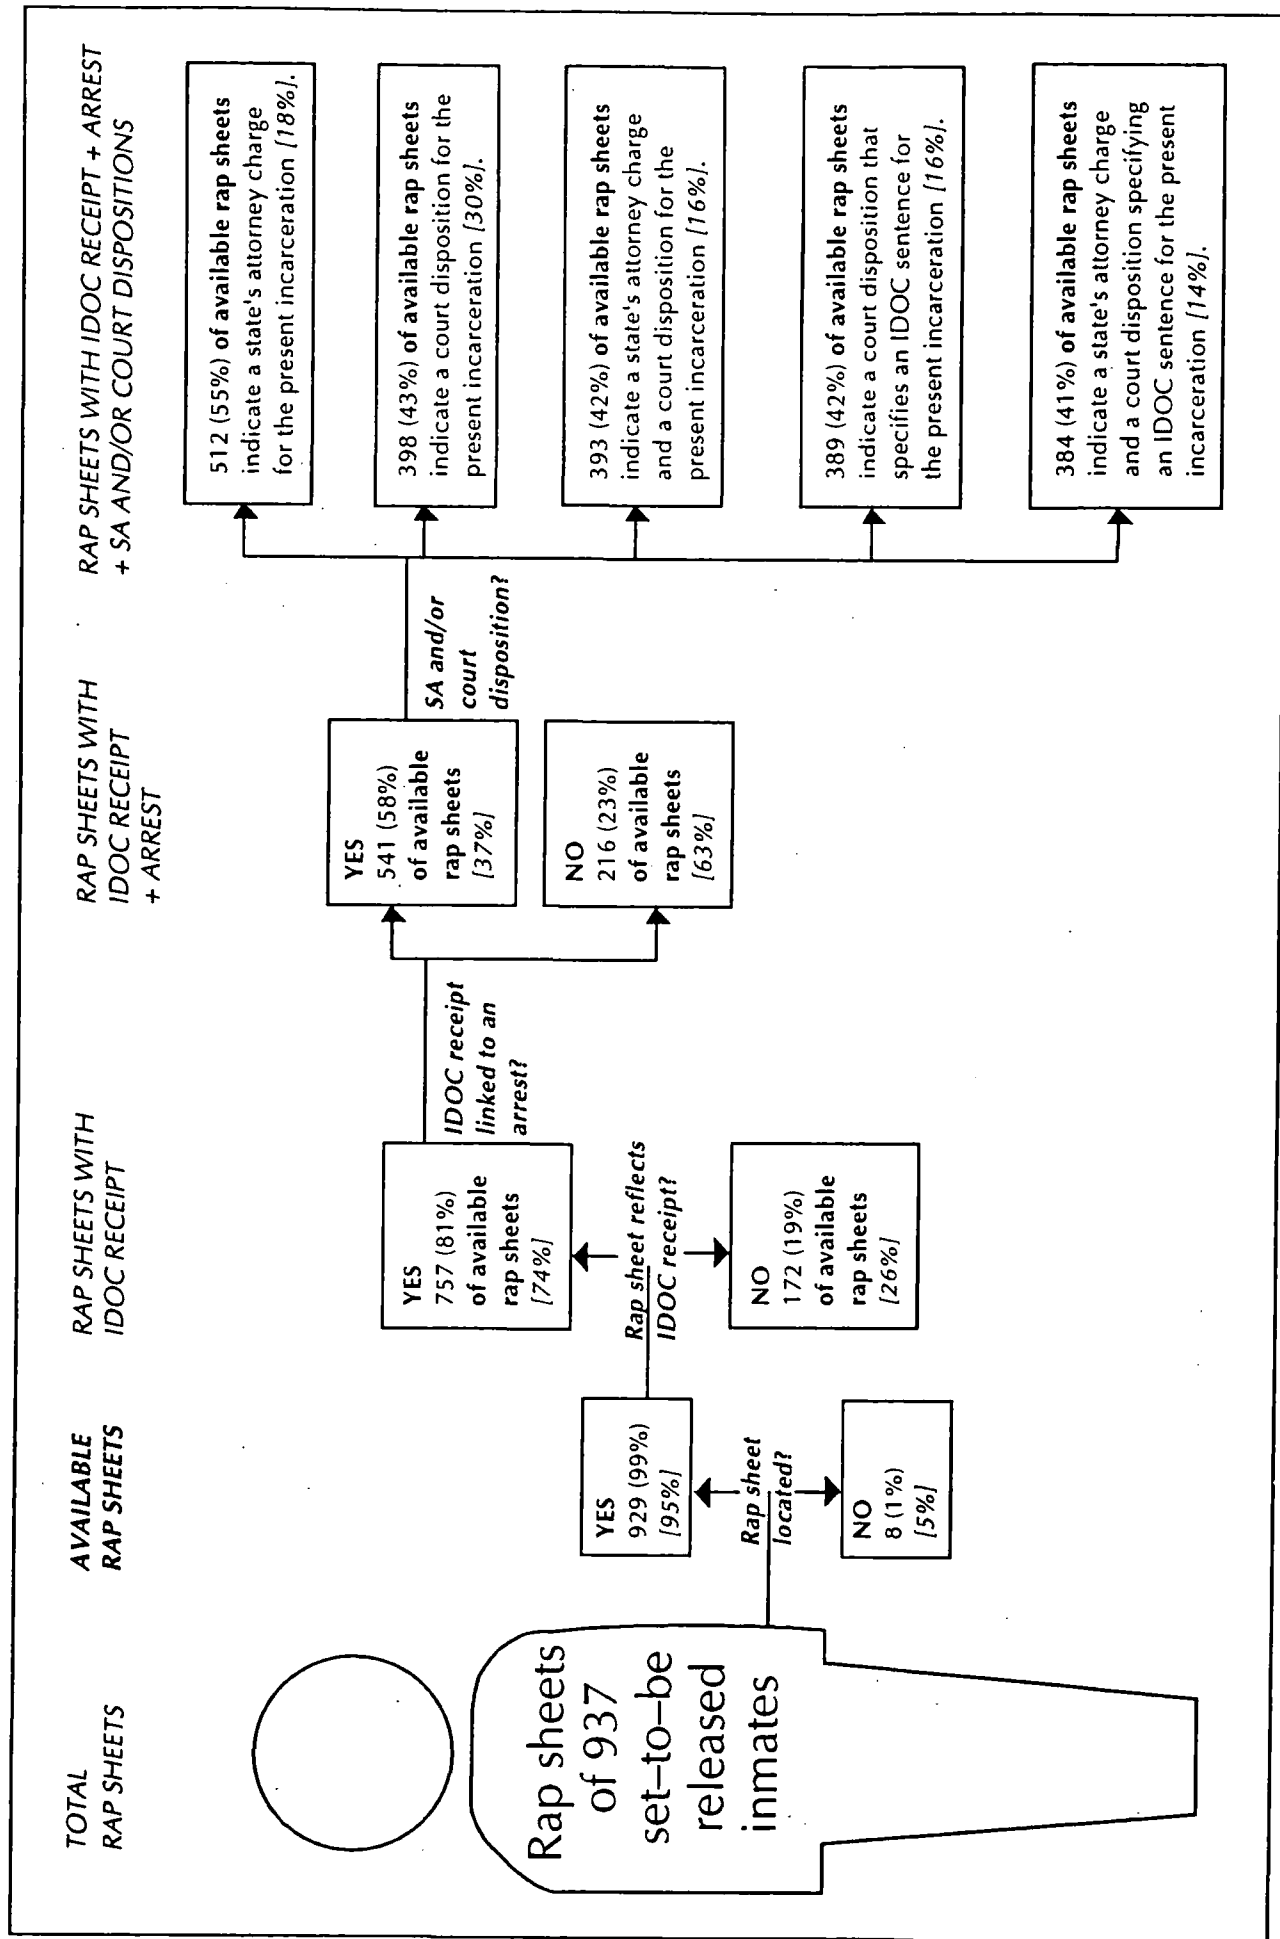 TOTAL
RAP SHEETS
AVAILABLE
RAP SHEETS
RAP SHEETS WITH
IDOC RECEIPT
RAP SHEETS WITH
IDOC RECEIPT
+ ARREST
RAP SHEETS WITH IDOC RECEIPT + ARREST
+ SA AND/OR COURT DISPOSITIONS
Rap sheets
of 937
set–to–be
released
inmates
Rap sheet
located?
YES
929 (99%)
[95%]
NO
8 (1%)
[5%]
Rap sheet reflects
IDOC receipt?
YES
757 (81%)
of available
rap sheets
[74%]
NO
172 (19%)
of available
rap sheets
[26%]
IDOC receipt
linked to an
arrest?
YES
541 (58%)
of available
rap sheets
[37%]
NO
216 (23%)
of available
rap sheets
[63%]
SA and/or
court
disposition?
512 (55%) of available rap sheets
indicate a state's attorney charge
for the present incarceration [18%].
398 (43%) of available rap sheets
indicate a court disposition for the
present incarceration [30%].
393 (42%) of available rap sheets
indicate a state's attorney charge
and a court disposition for the
present incarceration [16%].
389 (42%) of available rap sheets
indicate a court disposition that
specifies an IDOC sentence for
the present incarceration [16%].
384 (41%) of available rap sheets
indicate a state's attorney charge
and a court disposition specifying
an IDOC sentence for the present
incarceration [14%].